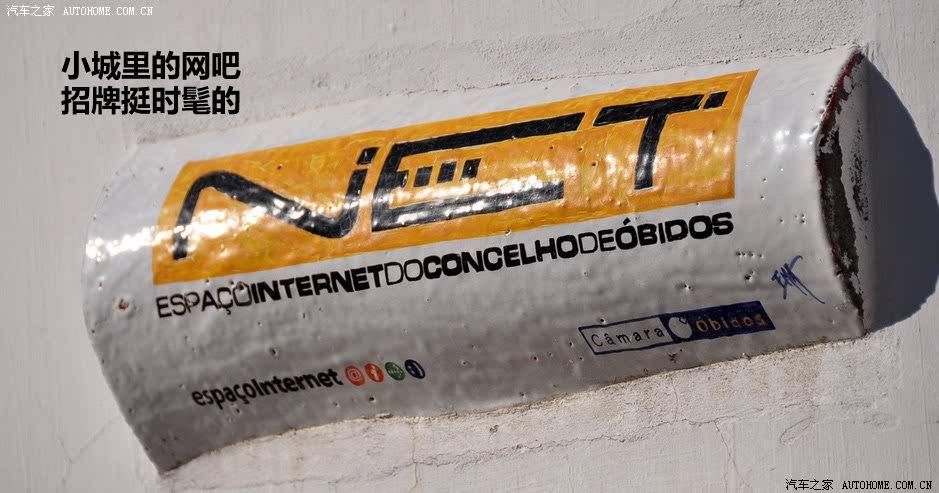 汽车之家 AUTOHOME.COM.CN
小城里的网吧
招牌挺时髦的
NET
ESPAÇOINTERNETDOCONCELHODEÓBIDOS
Câmara Óbidos
espaçoInternet
汽车之家 AUTOHOME.COM.CN